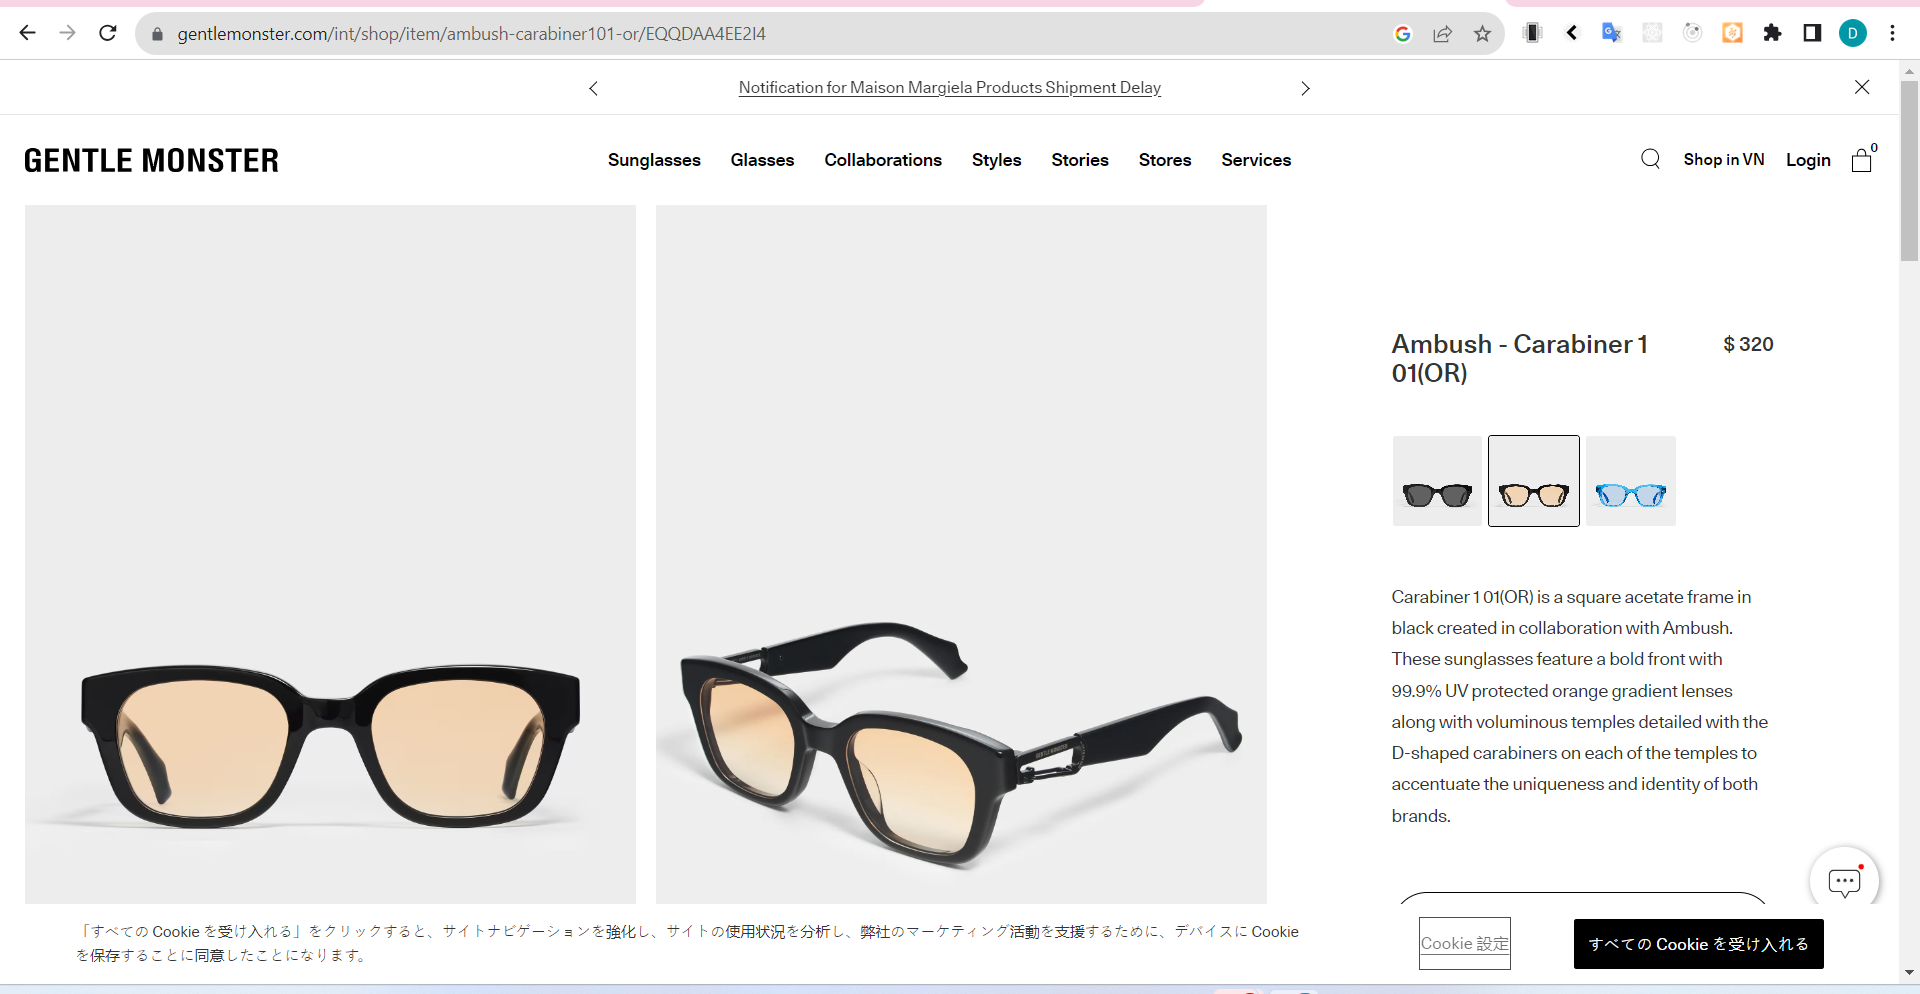 gentlemonster.com/int/shop/item/ambush-carabiner101-or/EQQDAA4EE2I4
D
Notification for Maison Margiela Products Shipment Delay
GENTLE MONSTER
Sunglasses Glasses Collaborations Styles Stories Stores Services
Shop in VN Login 0
Ambush - Carabiner 1
01(OR)
$ 320
Carabiner 1 01(OR) is a square acetate frame in
black created in collaboration with Ambush.
These sunglasses feature a bold front with
99.9% UV protected orange gradient lenses
along with voluminous temples detailed with the
D-shaped carabiners on each of the temples to
accentuate the uniqueness and identity of both
brands.
「すべての Cookie を受け入れる」をクリックすると、サイトナビゲーションを強化し、サイトの使用状況を分析し、弊社のマーケティング活動を支援するために、デバイスに Cookie
を保存することに同意したことになります。
Cookie 設定
すべての Cookie を受け入れる